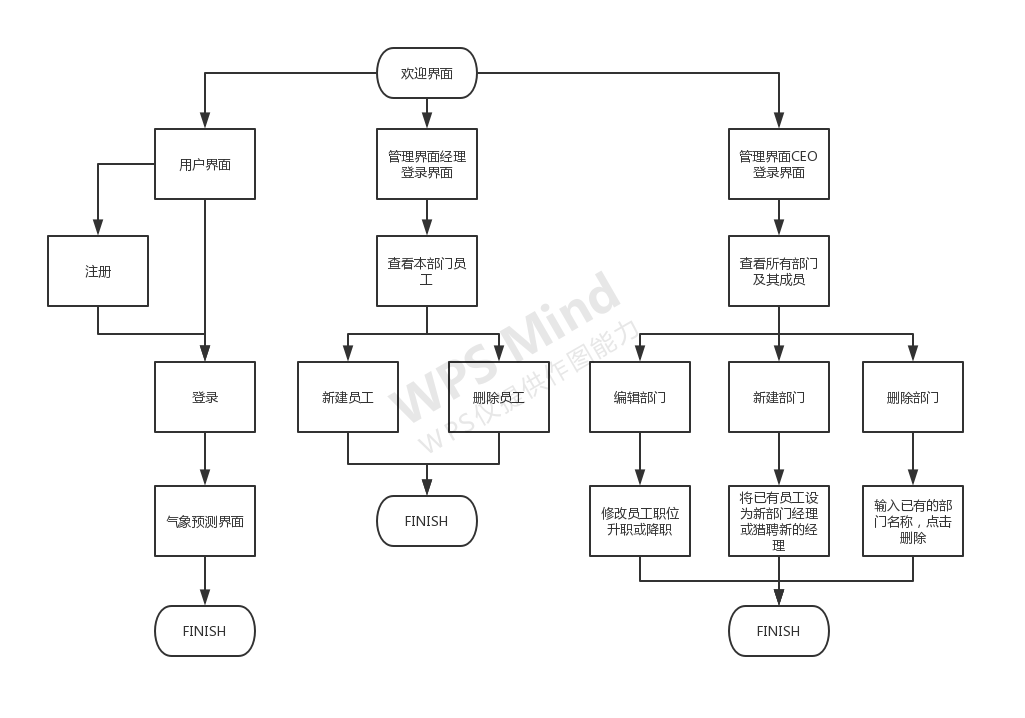 欢迎界面
用户界面
管理界面经理
登录界面
管理界面CEO
登录界面
注册
查看本部门员
工
查看所有部门
及其成员
登录
新建员工
删除员工
编辑部门
新建部门
删除部门
气象预测界面
FINISH
修改员工职位
升职或降职
将已有员工设
为新部门经理
或猎聘新的经
理
输入已有的部
门名称，点击
删除
FINISH
FINISH
WPS Mind
WPS仅提供作图能力